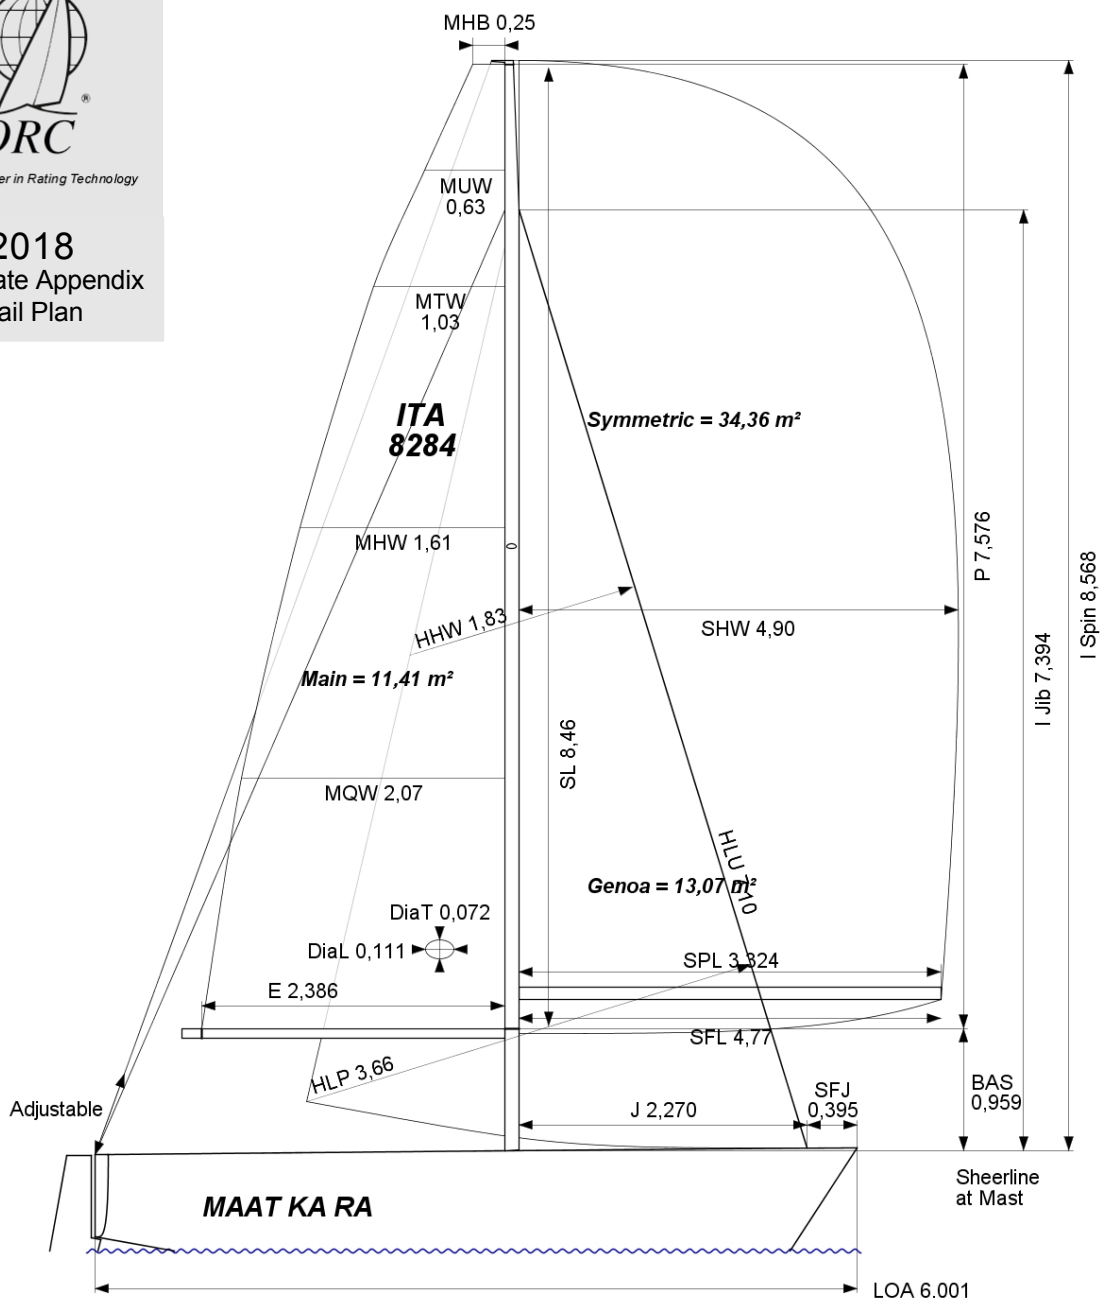 MHB 0,25
®
ORC
er in Rating Technology
2018
ate Appendix
ail Plan
MUW
0,63
MTW
1,03
ITA
8284
Symmetric = 34,36 m²
MHW 1,61
HHW 1,83
SHW 4,90
P 7,576
I Spin 8,568
I Jib 7,394
Main = 11,41 m²
SL 8,46
MQW 2,07
HLU 7,10
Genoa = 13,07 m²
DiaT 0,072
DiaL 0,111
SPL 3,324
E 2,386
SFL 4,77
HLP 3,66
BAS
0,959
SFJ
0,395
J 2,270
Adjustable
Sheerline
at Mast
MAAT KA RA
LOA 6,001